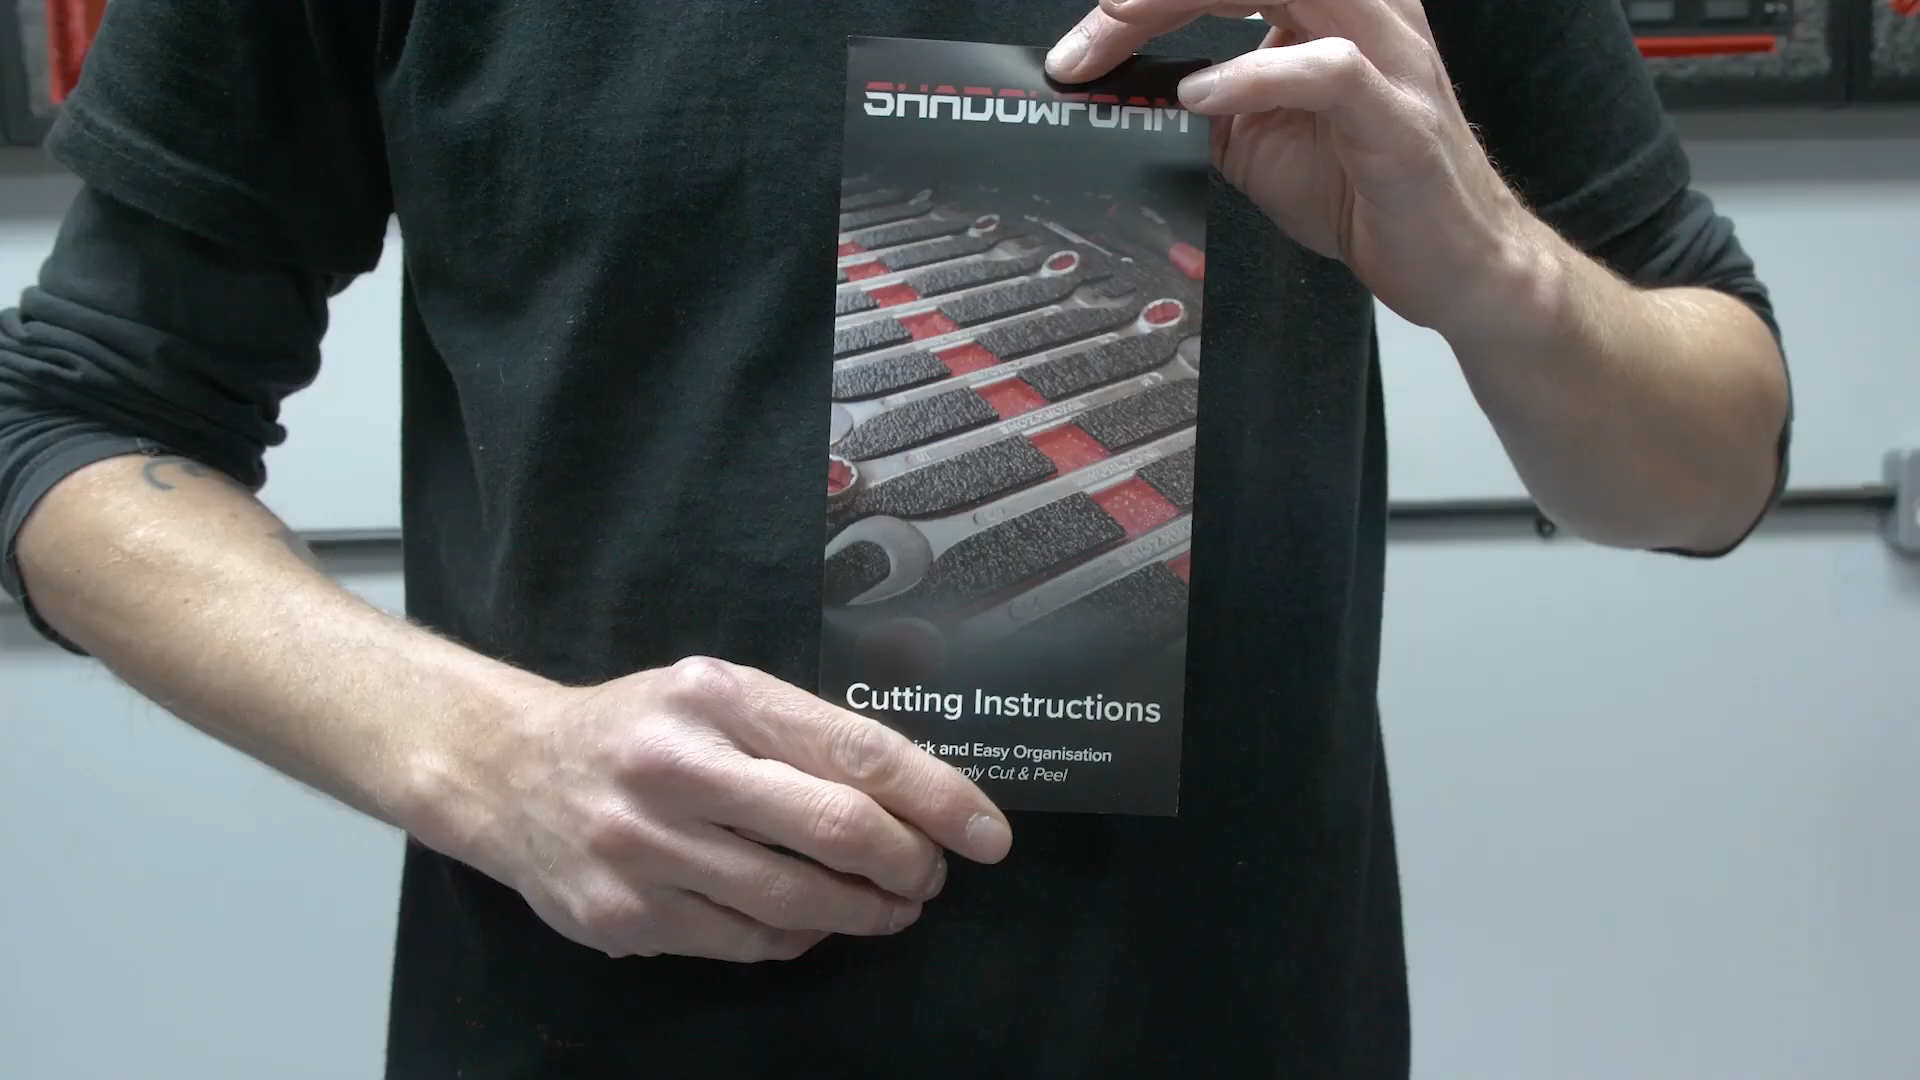 SHADOWFOAM
Cutting Instructions
and Easy Organisation
Cut & Peel